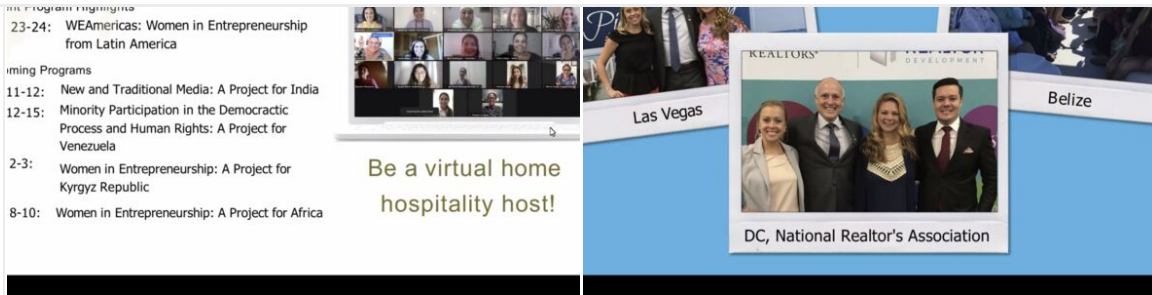 nt Program Highlights
23-24: WEAmericas: Women in Entrepreneurship
from Latin America
oming Programs
11-12: New and Traditional Media: A Project for India
12-15: Minority Participation in the Democractic
Process and Human Rights: A Project for
Venezuela
2-3: Women in Entrepreneurship: A Project for
Kyrgyz Republic
8-10: Women in Entrepreneurship: A Project for Africa
Be a virtual home
hospitality host!
Las Vegas
Belize
REALTORS®
REALTOR
DEVELOPMENT
DC, National Realtor's Association